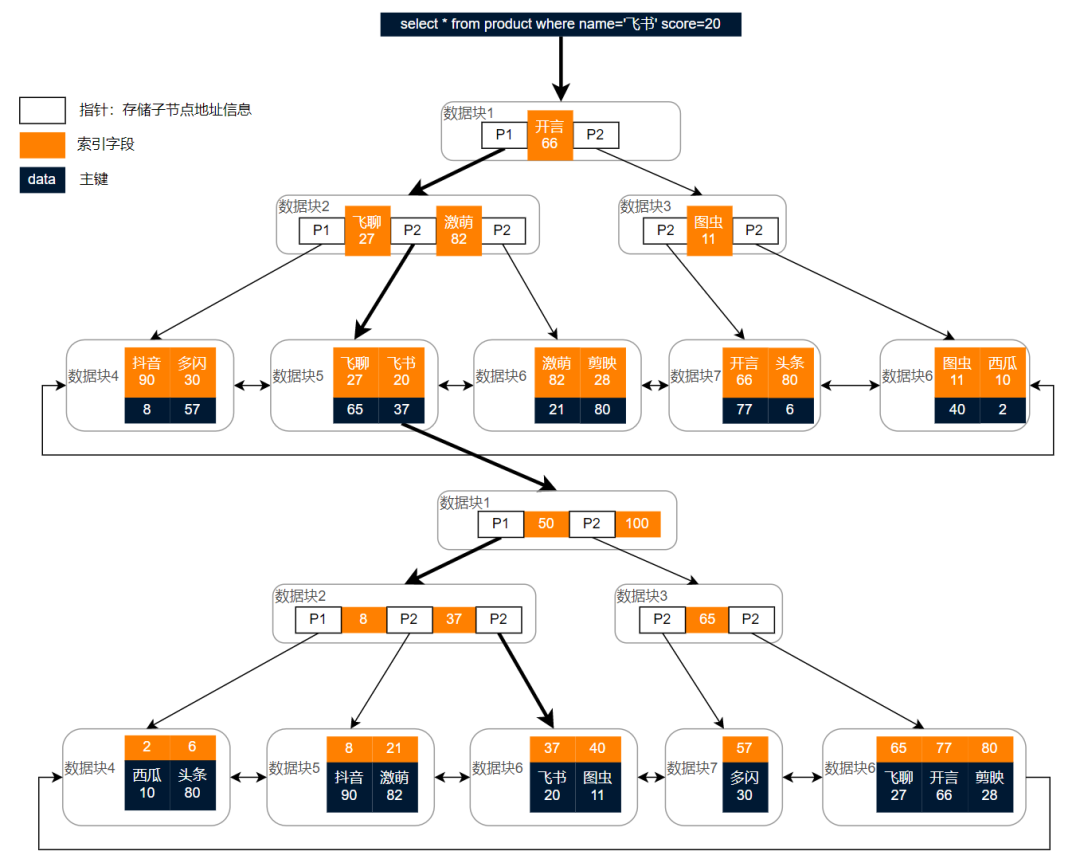 select * from product where name='飞书' score=20
指针：存储子节点地址信息
索引字段
data 主键
数据块1
P1 开言 66 P2
数据块2
P1 飞聊 27 P2 激萌 82 P2
数据块3
P2 图虫 11 P2
数据块4
抖音 多闪
90 30
8 57
数据块5
飞聊 飞书
27 20
65 37
数据块6
激萌 剪映
82 28
21 80
数据块7
开言 头条
66 80
77 6
数据块6
图虫 西瓜
11 10
40 2
数据块1
P1 50 P2 100
数据块2
P1 8 P2 37 P2
数据块3
P2 65 P2
数据块4
2 6
西瓜 头条
10 80
数据块5
8 21
抖音 激萌
90 82
数据块6
37 40
飞书 图虫
20 11
数据块7
57
多闪
30
数据块6
65 77 80
飞聊 开言 剪映
27 66 28